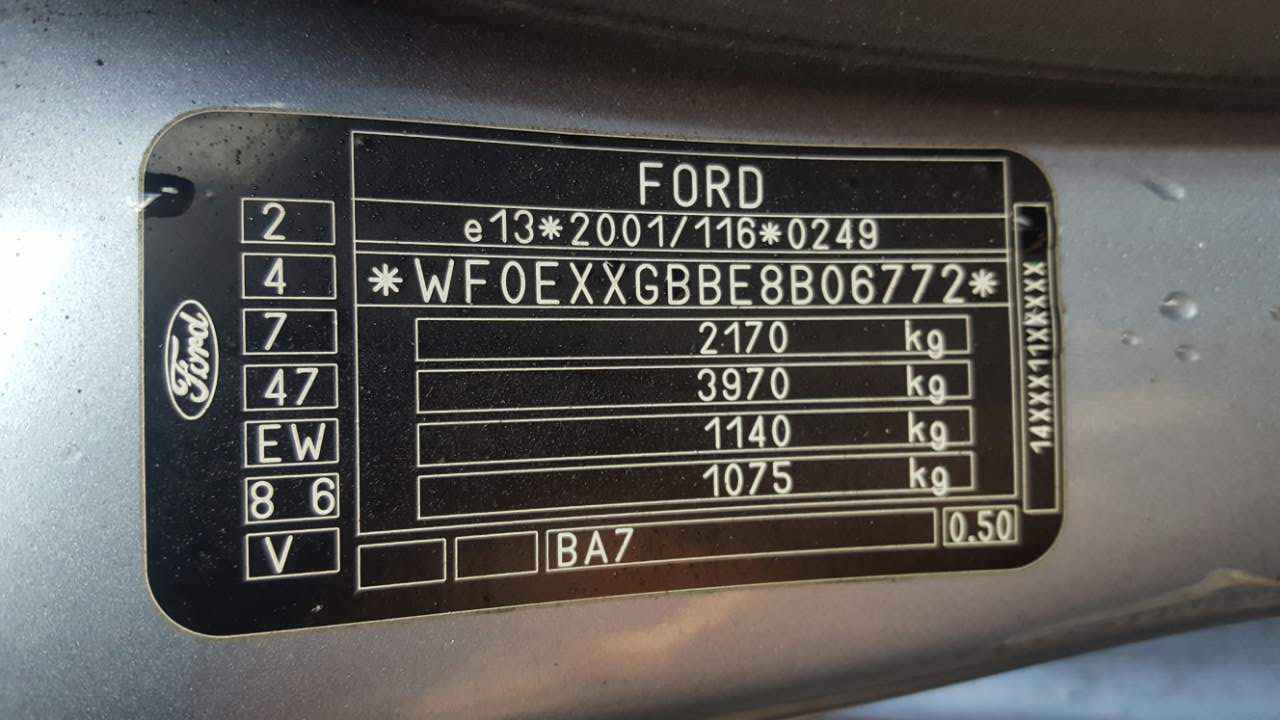 FORD
e13*2001/116*0249
*WF0EXXGBBE8B06772*
2170 kg
3970 kg
1140 kg
1075 kg
BA7
0.50
2
4
7
47
EW
8 6
V
Ford
14XXX11XXXXX